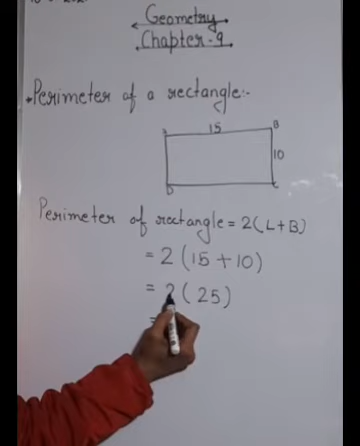 Geometry
Chapter-9
Perimeter of a rectangle:-
15
B
10
D
C
Perimeter of rectangle = 2(L+B)
= 2(15+10)
= 2(25)
=